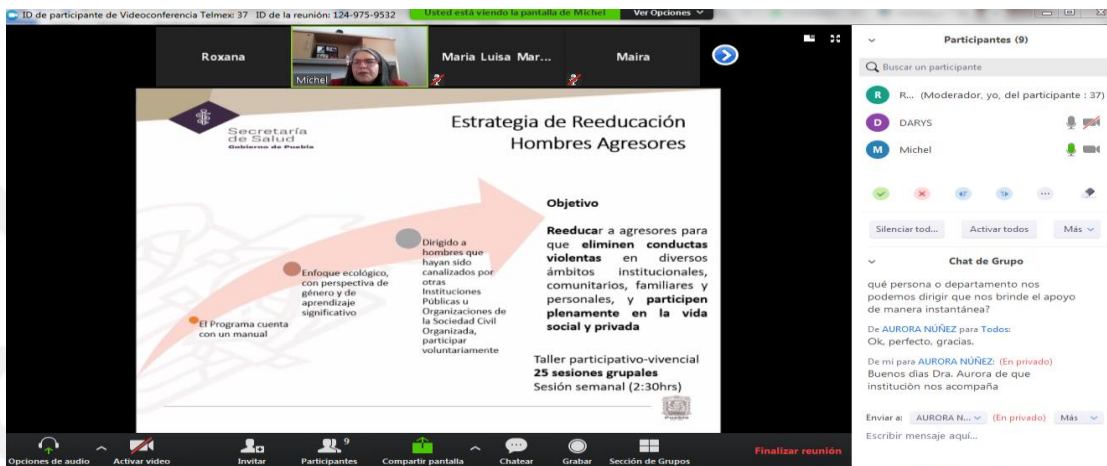 ID de participante de Videoconferencia Telmex: 37 ID de la reunión: 124-975-9532
Usted está viendo la pantalla de Michel
Ver Opciones
Roxana
Michel
Maria Luisa Mar...
Maira
Secretaría
de Salud
Gobierno de Puebla
Estrategia de Reeducación
Hombres Agresores
El Programa cuenta
con un manual
Enfoque ecológico,
con perspectiva de
género y de
aprendizaje
significativo
Dirigido a
hombres que
hayan sido
canalizados por
otras
Instituciones
Públicas u
Organizaciones de
la Sociedad Civil
Organizada,
participar
voluntariamente
Objetivo
Reeducar a agresores para
que eliminen conductas
violentas en diversos
ámbitos institucionales,
comunitarios, familiares y
personales, y participen
plenamente en la vida
social y privada
Taller participativo-vivencial
25 sesiones grupales
Sesión semanal (2:30hrs)
Puebla
Participantes (9)
Buscar un participante
R R... (Moderador, yo, del participante : 37)
D DARYS
M Michel
Silenciar tod...
Activar todos
Más
Chat de Grupo
qué persona o departamento nos
podemos dirigir que nos brinde el apoyo
de manera instantánea?
De AURORA NÚÑEZ para Todos:
Ok, perfecto, gracias.
De mí para AURORA NÚÑEZ: (En privado)
Buenos días Dra. Aurora de que
instituciòn nos acompaña
Enviar a: AURORA N... (En privado) Más
Escribir mensaje aquí...
Opciones de audio
Activar video
Invitar
Participantes
9
Compartir pantalla
Chatear
Grabar
Sección de Grupos
Finalizar reunión